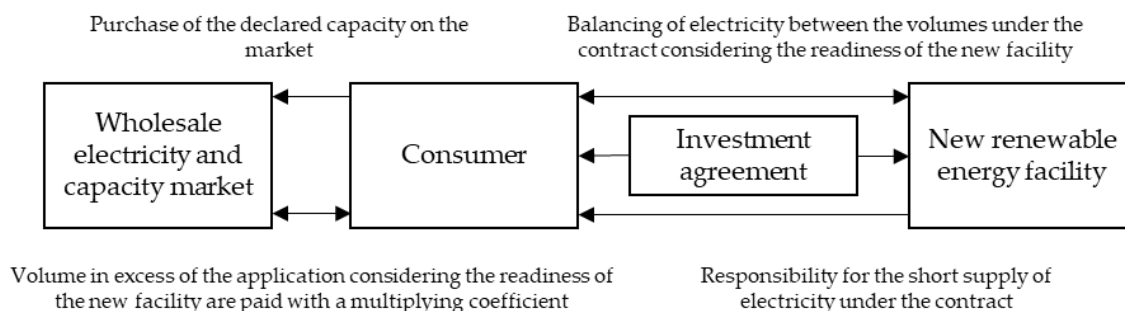 Purchase of the declared capacity on the
market
Balancing of electricity between the volumes under the
contract considering the readiness of the new facility
Wholesale
electricity and
capacity market
Consumer
Investment
agreement
New renewable
energy facility
Volume in excess of the application considering the readiness of
the new facility are paid with a multiplying coefficient
Responsibility for the short supply of
electricity under the contract